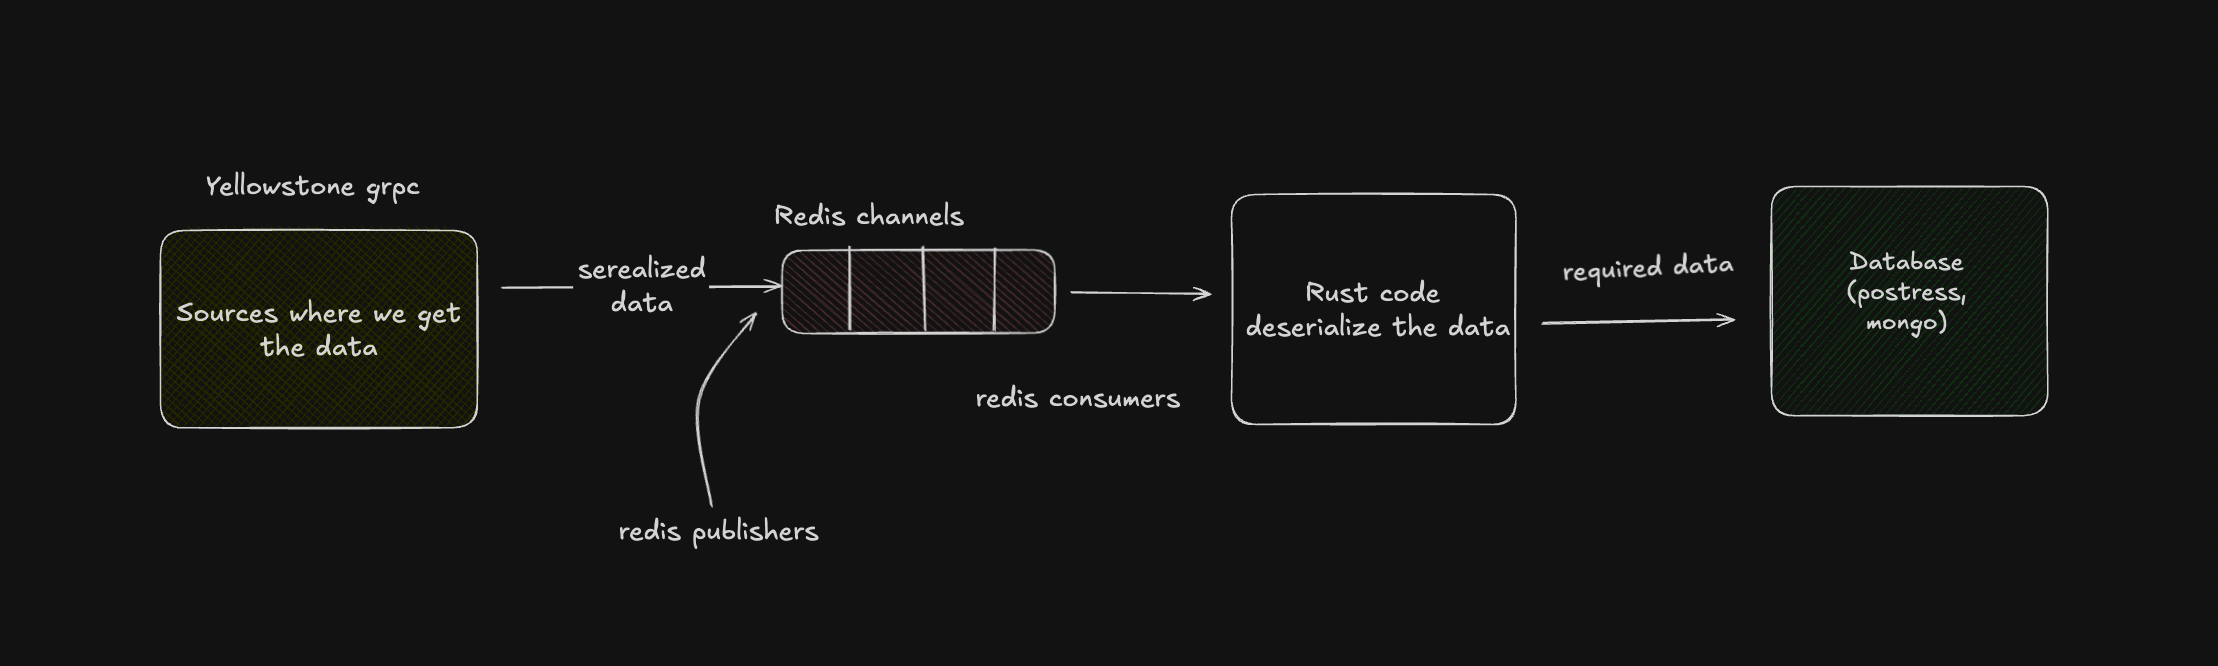 Yellowstone grpc
Sources where we get
the data
serealized
data
Redis channels
redis publishers
redis consumers
Rust code
deserialize the data
required data
Database
(postress,
mongo)